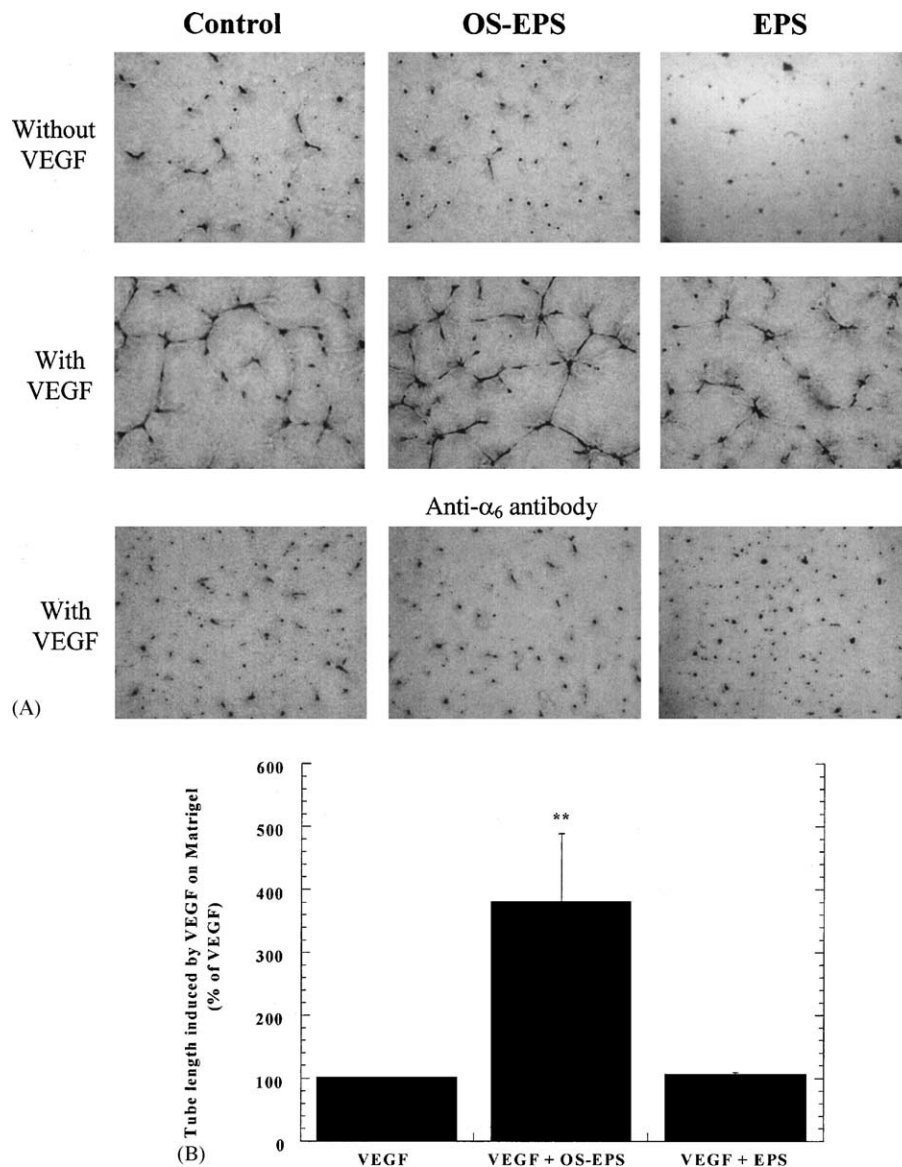 Control OS-EPS EPS
Without
VEGF
With
VEGF
Anti-α₆ antibody
With
VEGF
(A)
Tube length induced by VEGF on Matrigel
(% of VEGF)
600
500
400
300
200
100
0
**
VEGF VEGF + OS-EPS VEGF + EPS
(B)